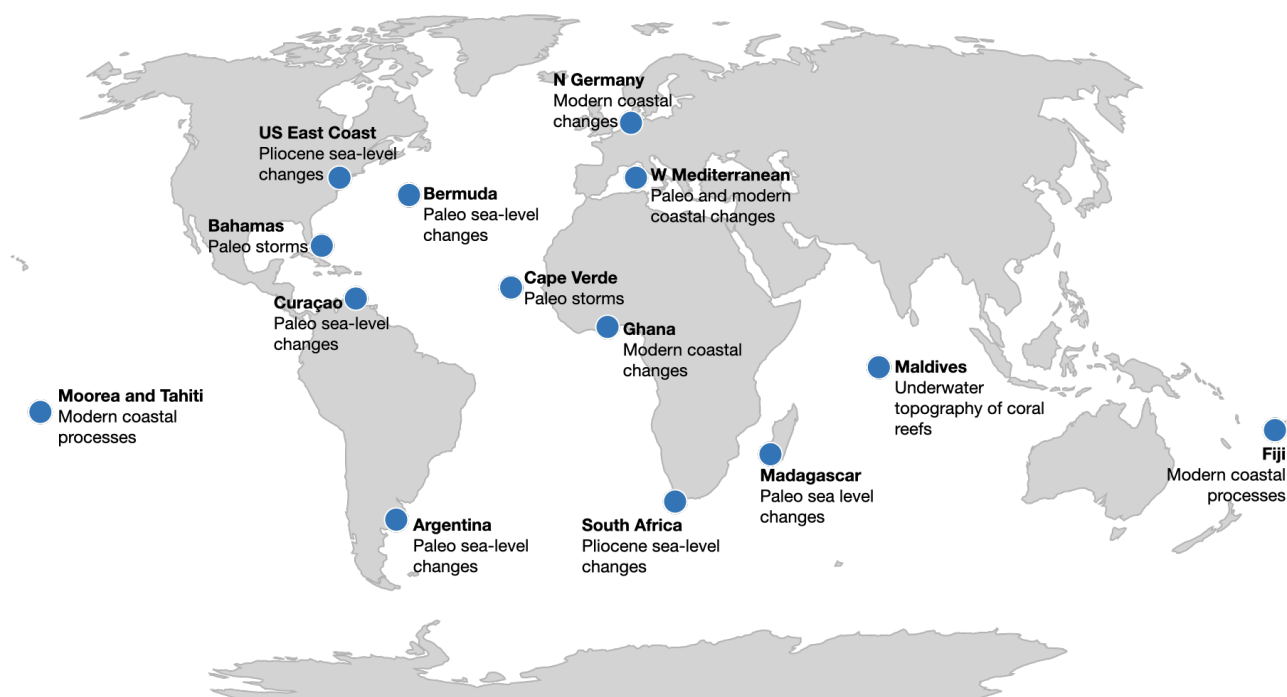 N Germany
Modern coastal
changes
US East Coast
Pliocene sea-level
changes
W Mediterranean
Paleo and modern
coastal changes
Bermuda
Paleo sea-level
changes
Bahamas
Paleo storms
Cape Verde
Paleo storms
Curaçao
Paleo sea-level
changes
Ghana
Modern coastal
changes
Maldives
Underwater
topography of coral
reefs
Moorea and Tahiti
Modern coastal
processes
Fiji
Modern coastal
processes
Madagascar
Paleo sea level
changes
Argentina
Paleo sea-level
changes
South Africa
Pliocene sea-level
changes